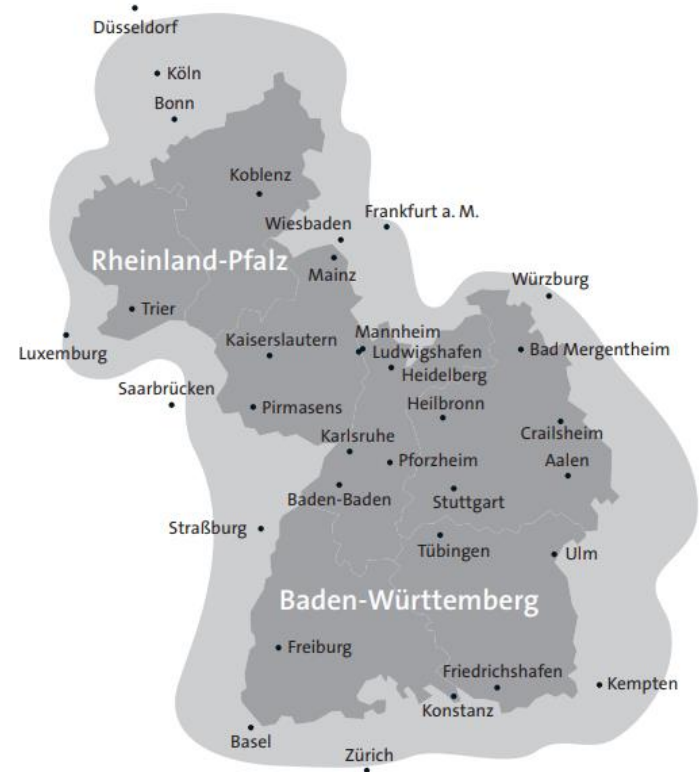 Düsseldorf
Köln
Bonn
Koblenz
Frankfurt a. M.
Wiesbaden
Rheinland-Pfalz
Mainz
Würzburg
Trier
Mannheim
Kaiserslautern
Ludwigshafen
Bad Mergentheim
Luxemburg
Heidelberg
Saarbrücken
Pirmasens
Heilbronn
Karlsruhe
Crailsheim
Pforzheim
Aalen
Baden-Baden
Stuttgart
Straßburg
Tübingen
Ulm
Baden-Württemberg
Freiburg
Friedrichshafen
Kempten
Konstanz
Basel
Zürich